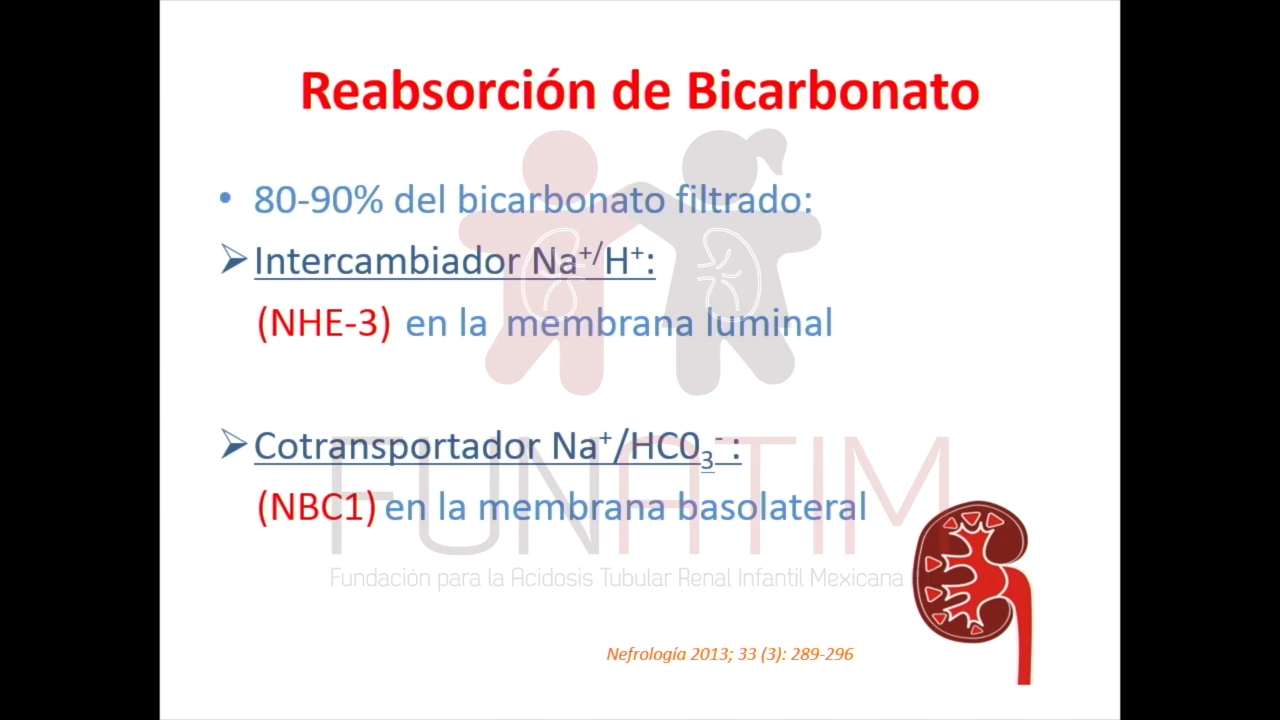 Reabsorción de Bicarbonato
• 80-90% del bicarbonato filtrado:
➢ Intercambiador Na⁺/H⁺:
(NHE-3) en la membrana luminal
➢ Cotransportador Na⁺/HC0₃⁻ :
(NBC1) en la membrana basolateral
FUNATIM
Fundación para la Acidosis Tubular Renal Infantil Mexicana
Nefrología 2013; 33 (3): 289-296